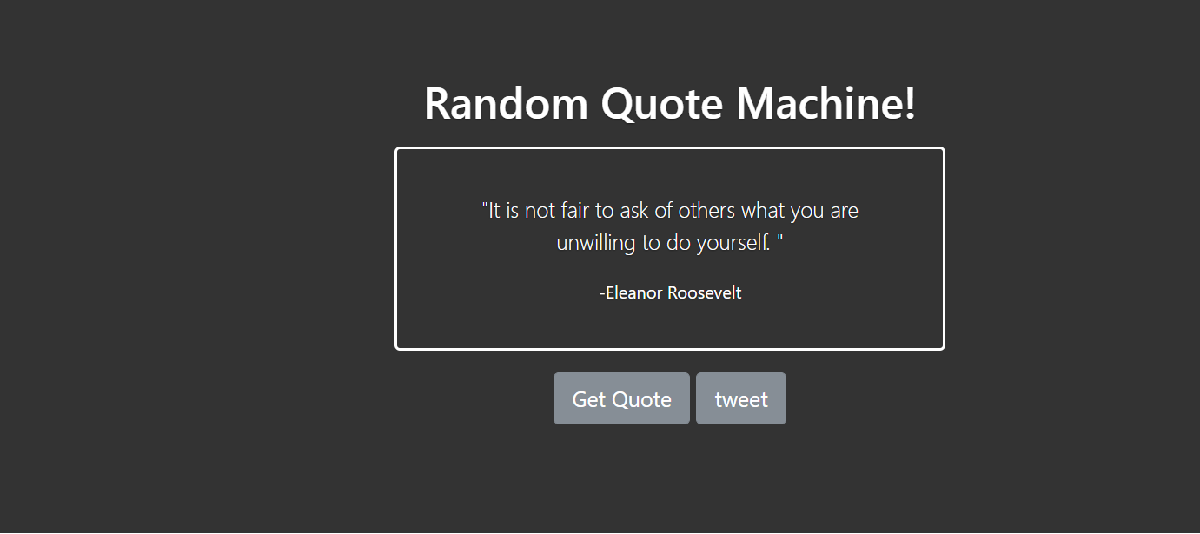 Random Quote Machine!
"It is not fair to ask of others what you are
unwilling to do yourself. "
-Eleanor Roosevelt
Get Quote
tweet